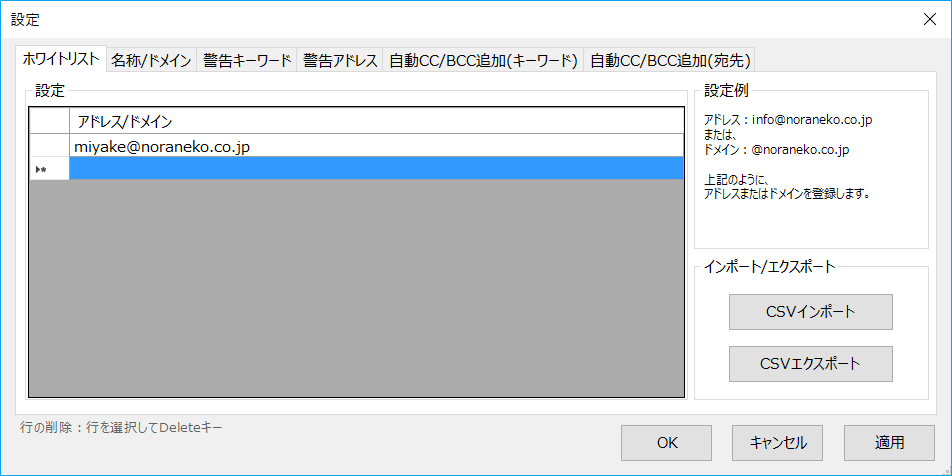 設定
ホワイトリスト 名称/ドメイン 警告キーワード 警告アドレス 自動CC/BCC追加(キーワード) 自動CC/BCC追加(宛先)
設定
アドレス/ドメイン
miyake@noraneko.co.jp
設定例
アドレス：info@noraneko.co.jp
または、
ドメイン：@noraneko.co.jp
上記のように、
アドレスまたはドメインを登録します。
インポート/エクスポート
CSVインポート
CSVエクスポート
行の削除：行を選択してDeleteキー
OK キャンセル 適用